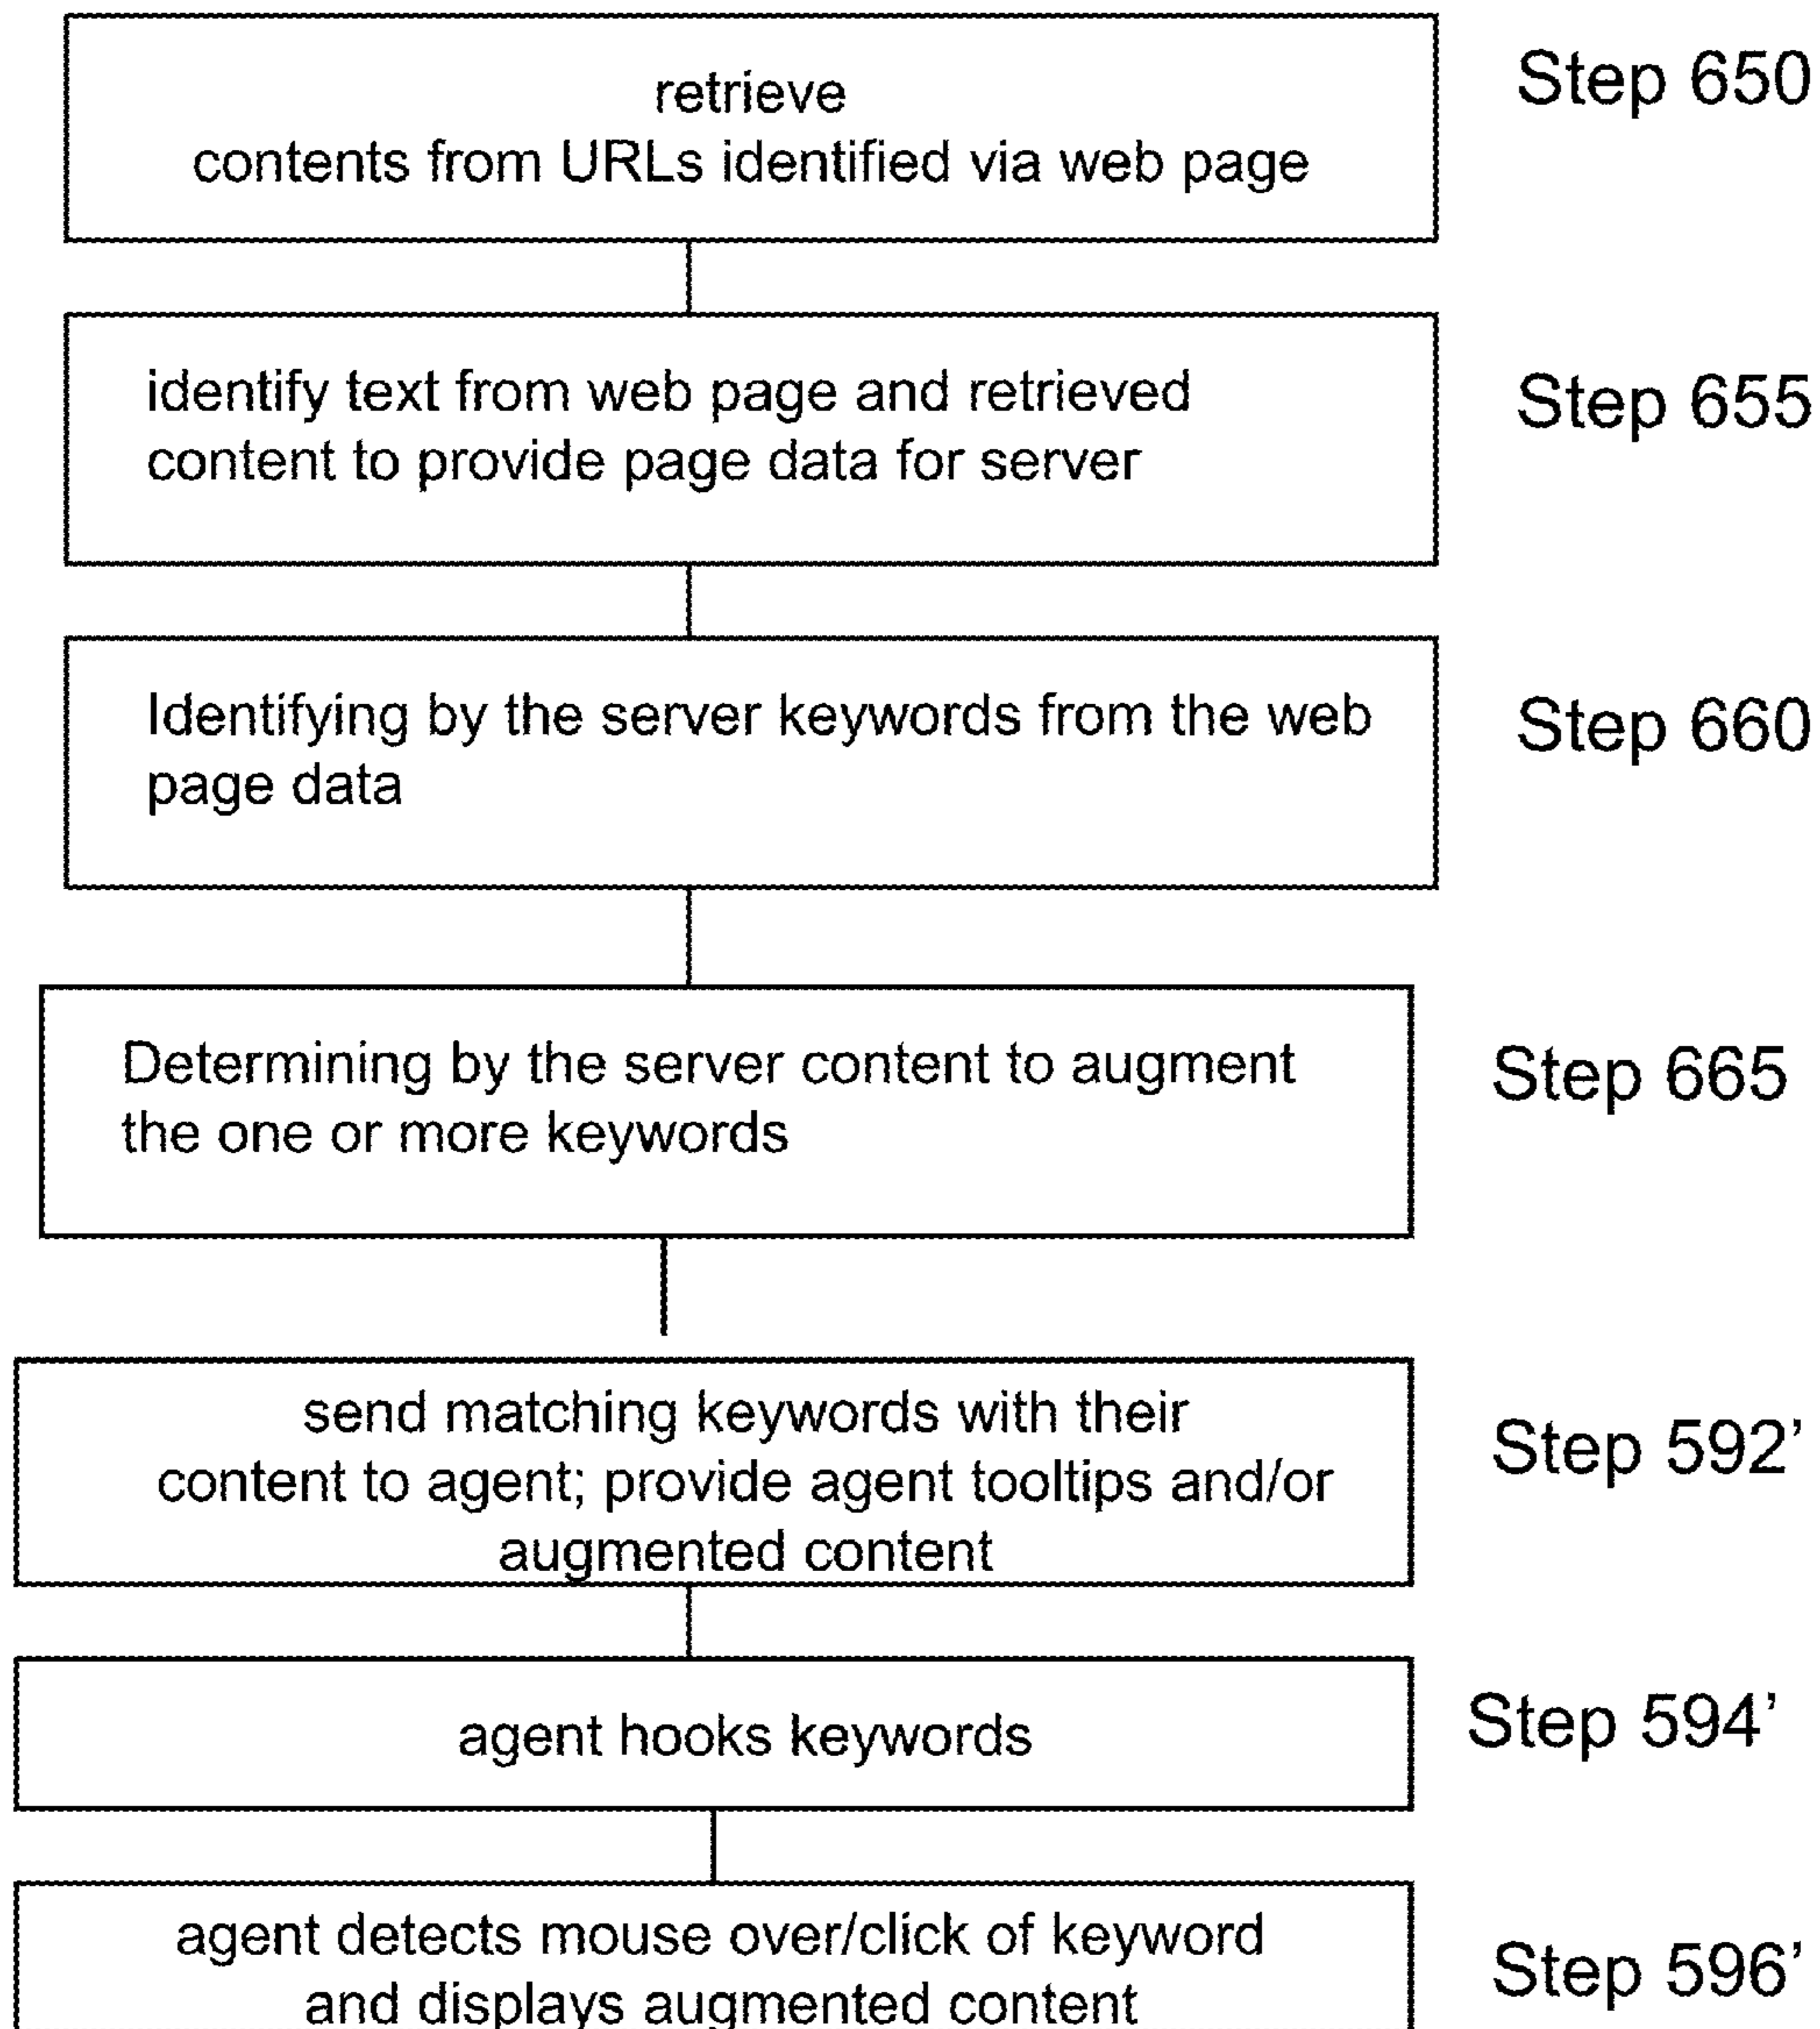 retrieve
contents from URLs identified via web page
Step 650
identify text from web page and retrieved
content to provide page data for server
Step 655
Identifying by the server keywords from the web
page data
Step 660
Determining by the server content to augment
the one or more keywords
Step 665
send matching keywords with their
content to agent; provide agent tooltips and/or
augmented content
Step 592’
agent hooks keywords
Step 594’
agent detects mouse over/click of keyword
and displays augmented content
Step 596’